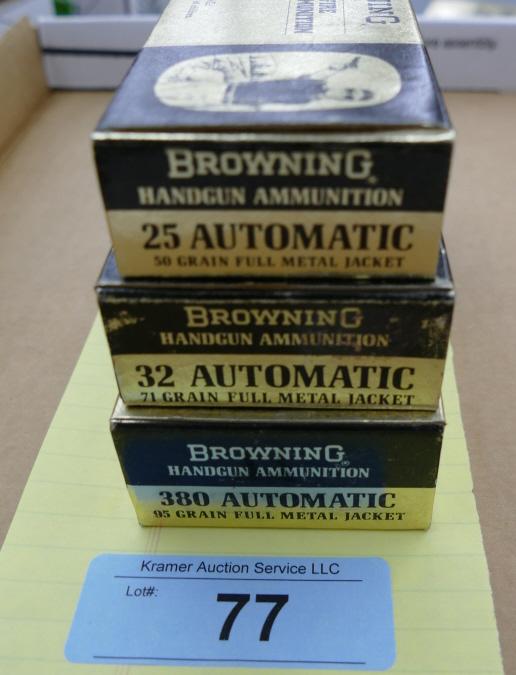 BROWNING
HANDGUN AMMUNITION
25 AUTOMATIC
50 GRAIN FULL METAL JACKET
BROWNING
HANDGUN AMMUNITION
32 AUTOMATIC
71 GRAIN FULL METAL JACKET
BROWNING
HANDGUN AMMUNITION
380 AUTOMATIC
95 GRAIN FULL METAL JACKET
Kramer Auction Service LLC
Lot#:
77